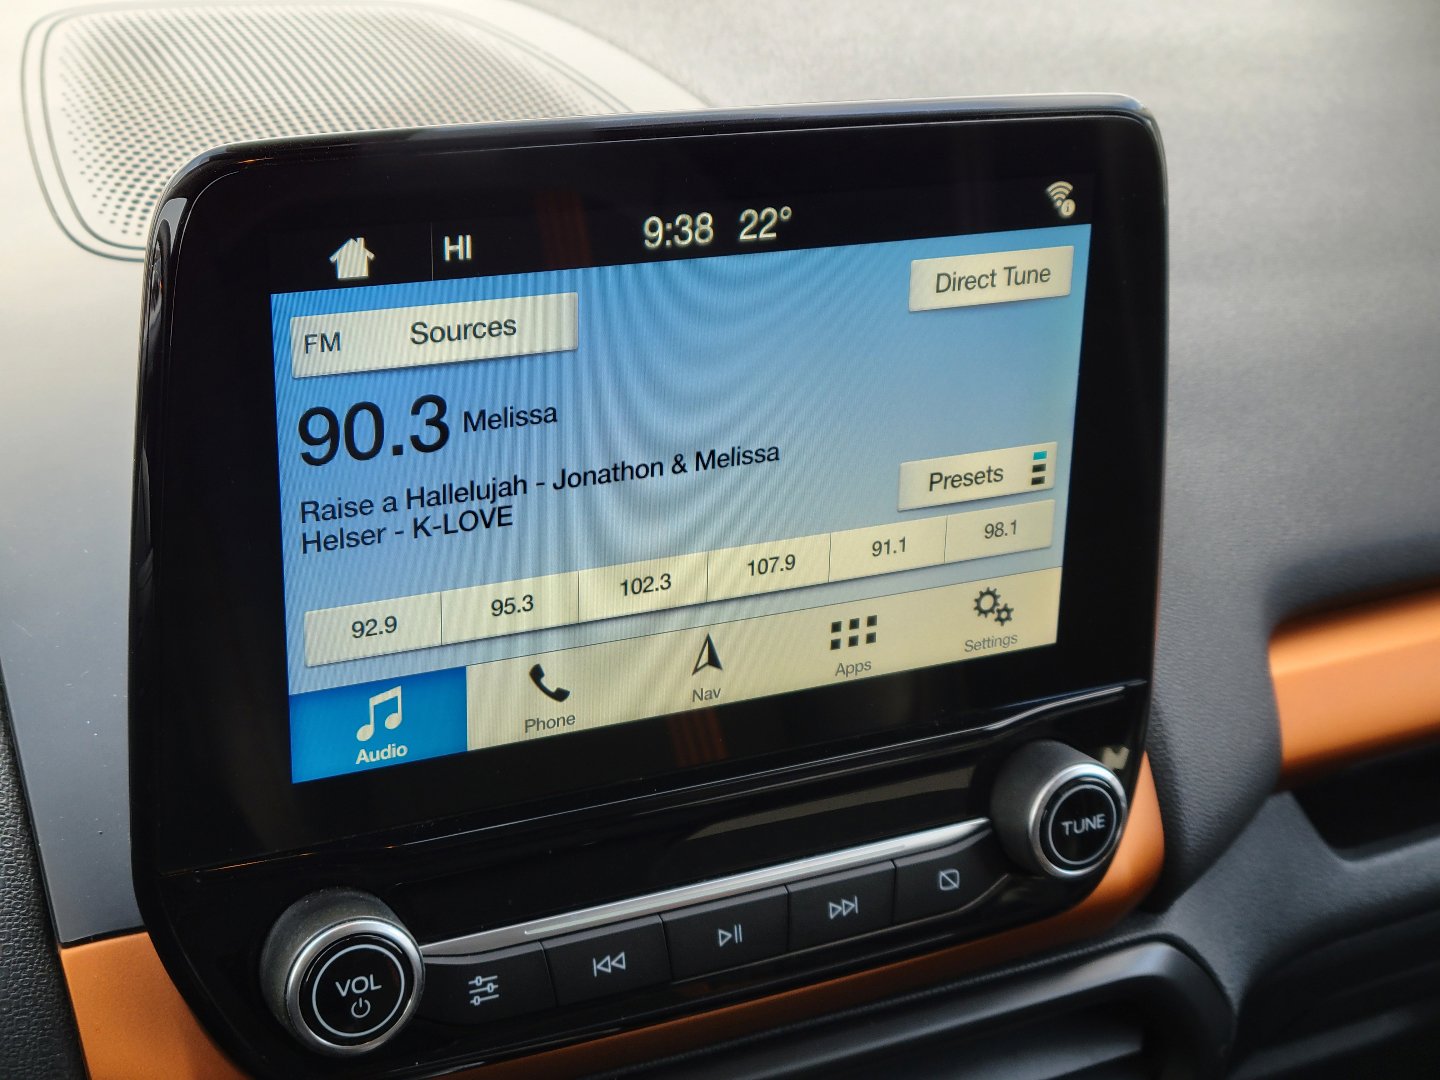 HI 9:38 22°
FM Sources
Direct Tune
90.3 Melissa
Raise a Hallelujah - Jonathon & Melissa
Helser - K-LOVE
Presets
92.9 95.3 102.3 107.9 91.1 98.1
Audio Phone Nav Apps Settings
VOL
TUNE